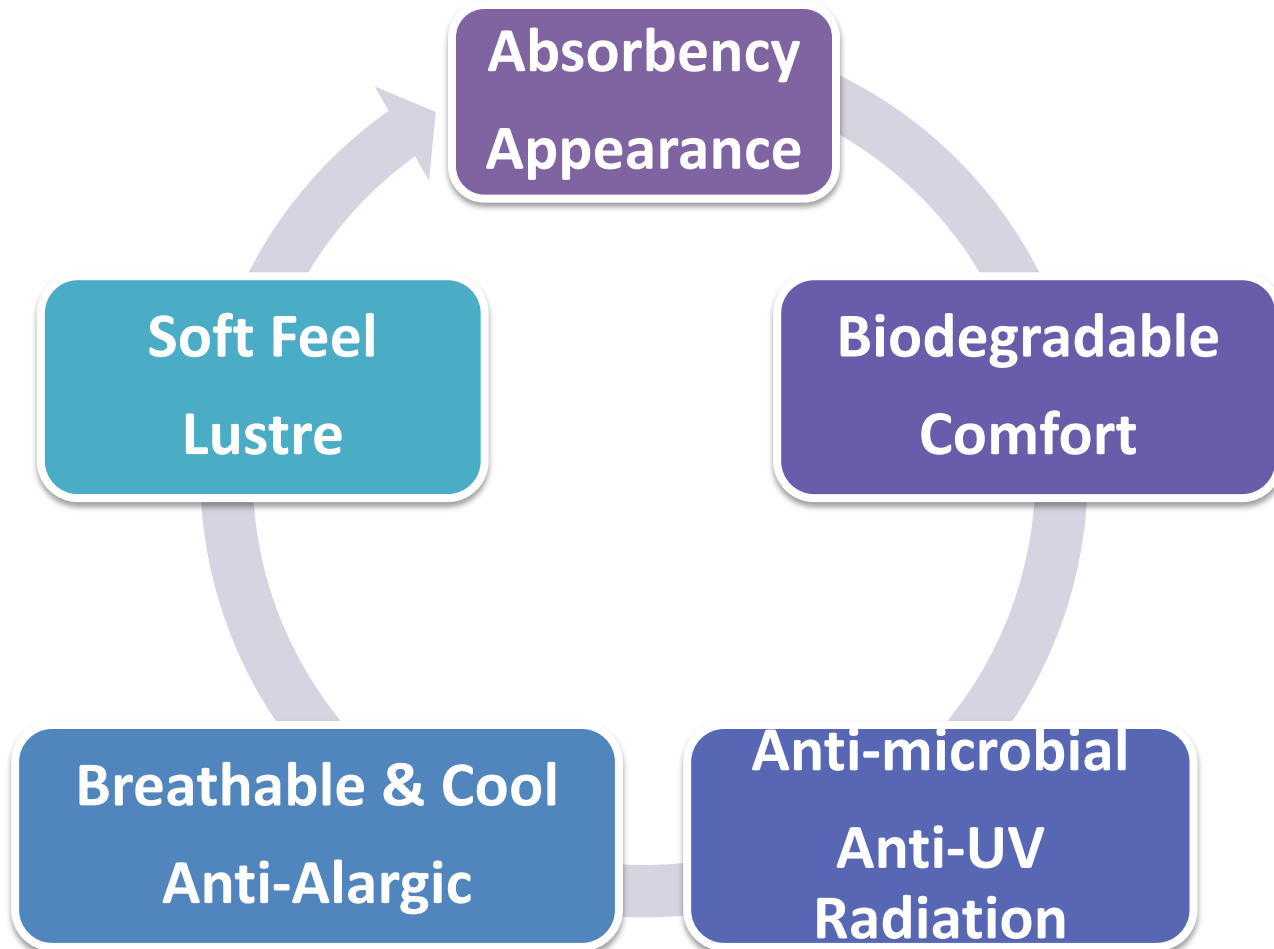 Absorbency
Appearance
Biodegradable
Comfort
Anti-microbial
Anti-UV
Radiation
Breathable & Cool
Anti-Alargic
Soft Feel
Lustre